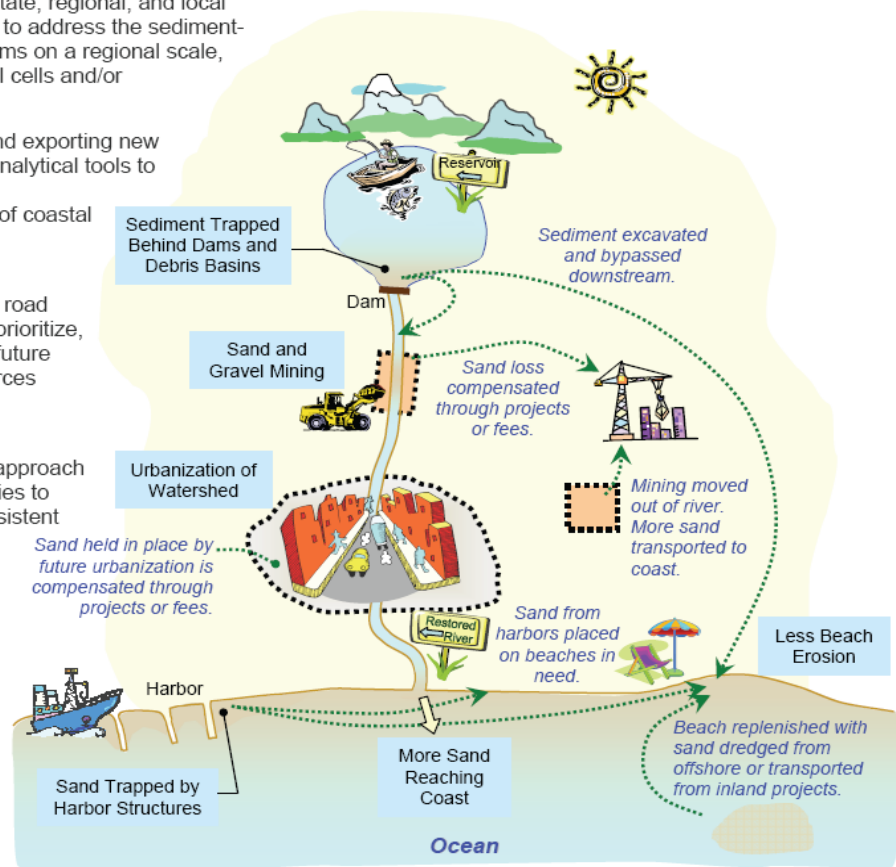 tate, regional, and local
to address the sediment-
ms on a regional scale,
l cells and/or
nd exporting new
nalytical tools to
of coastal
road
prioritize,
future
rces
approach
ies to
sistent
Reservoir
Sediment Trapped
Behind Dams and
Debris Basins
Sediment excavated
and bypassed
downstream.
Dam
Sand and
Gravel Mining
Sand loss
compensated
through projects
or fees.
Urbanization of
Watershed
Mining moved
out of river.
More sand
transported to
coast.
Sand held in place by
future urbanization is
compensated through
projects or fees.
Restored
River
Sand from
harbors placed
on beaches in
need.
Less Beach
Erosion
Harbor
Beach replenished with
sand dredged from
offshore or transported
from inland projects.
More Sand
Reaching
Coast
Sand Trapped by
Harbor Structures
Ocean